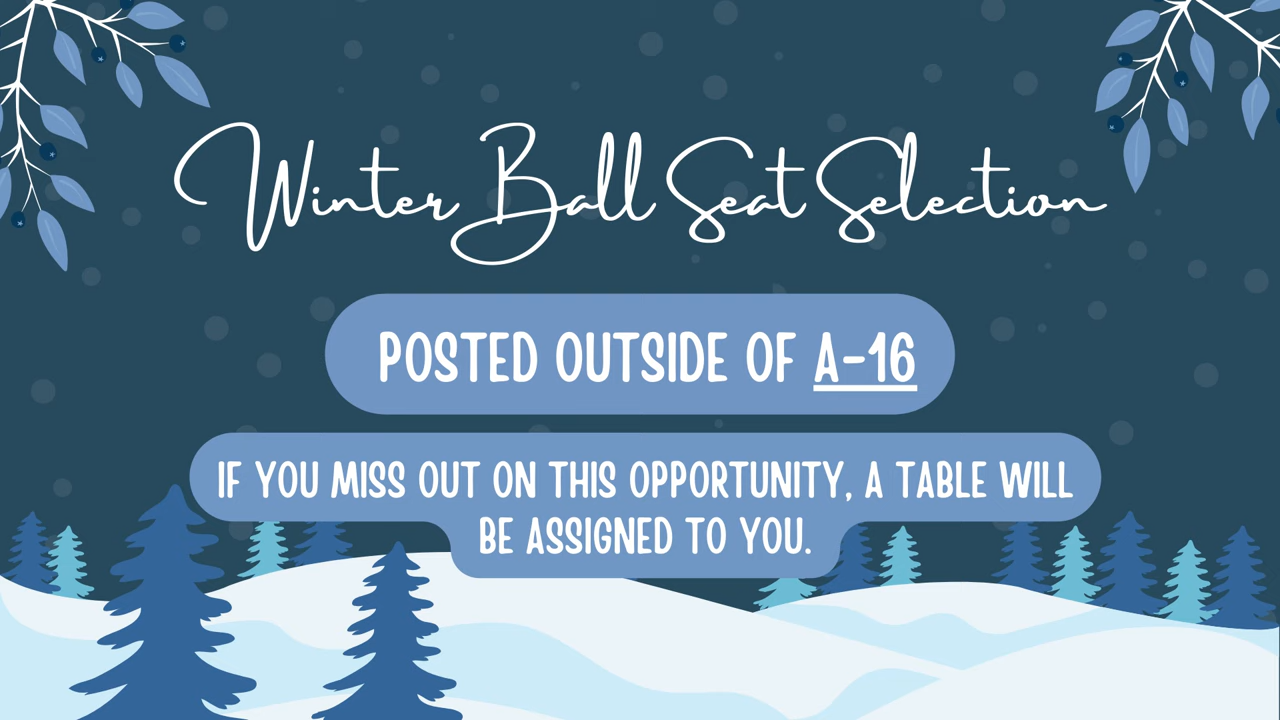 Winter Ball Seat Selection
POSTED OUTSIDE OF A-16
IF YOU MISS OUT ON THIS OPPORTUNITY, A TABLE WILL
BE ASSIGNED TO YOU.